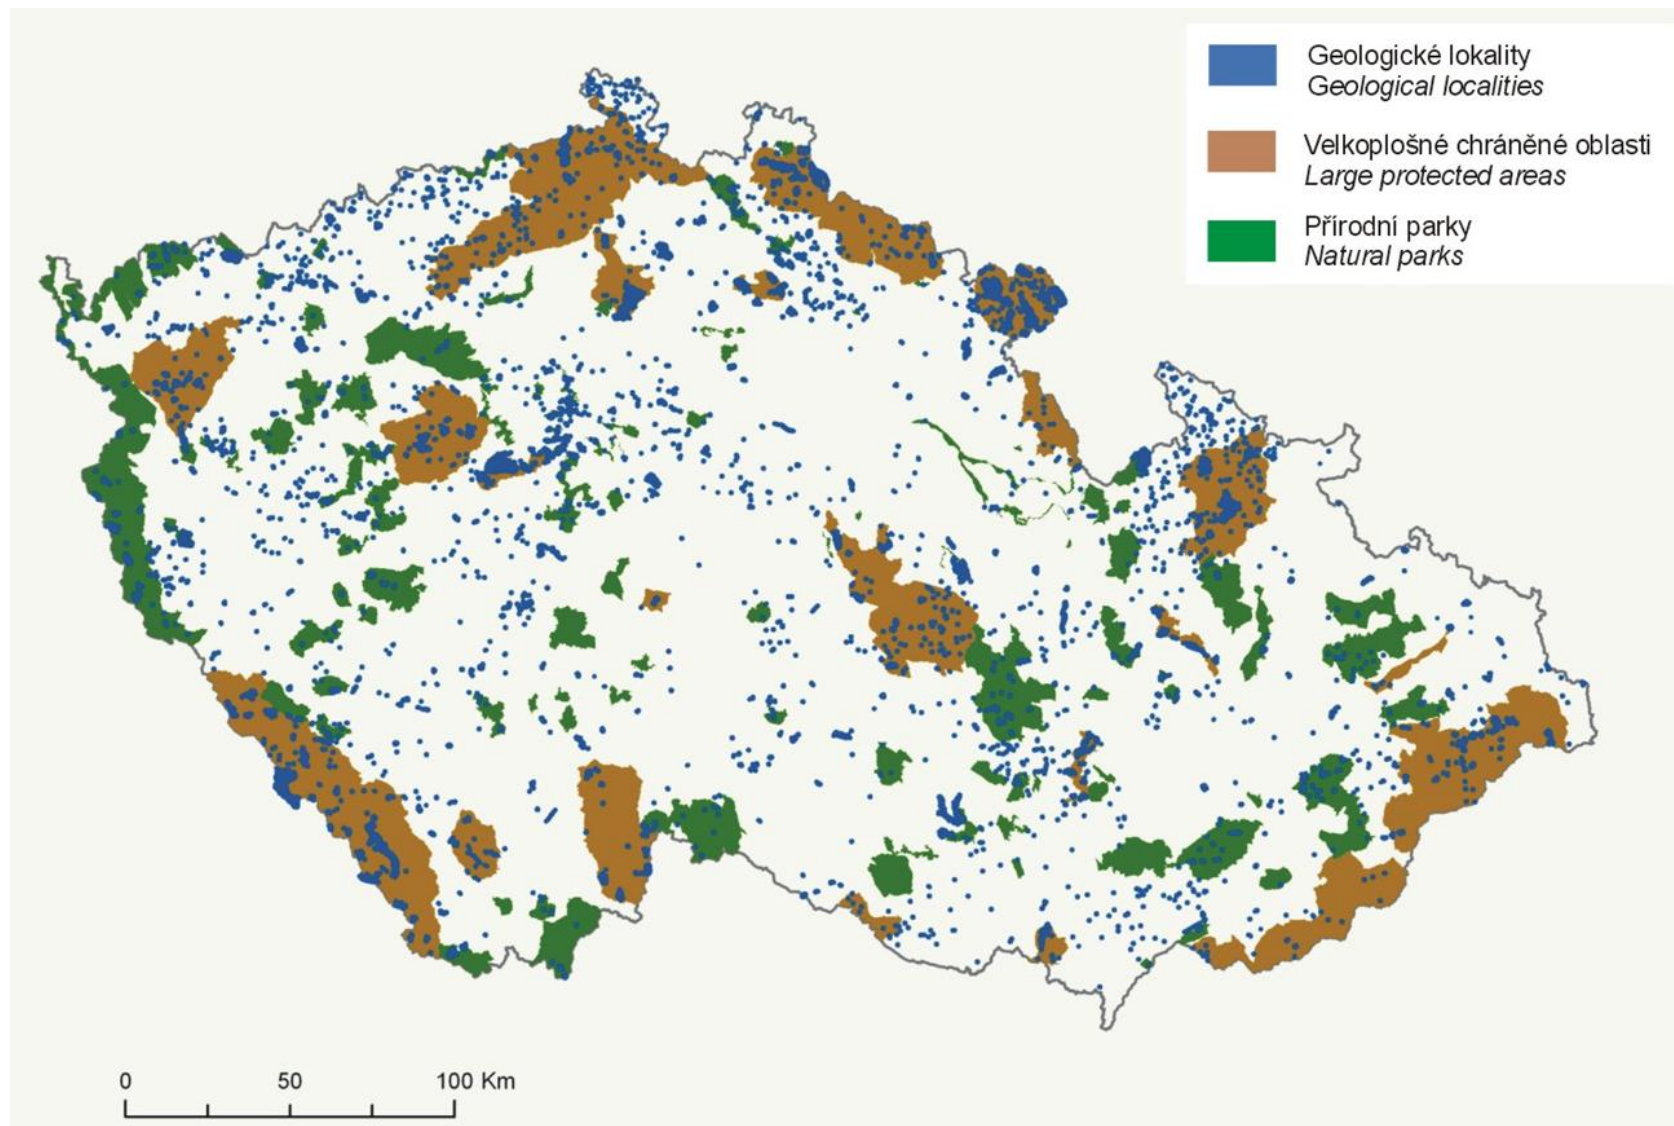 Geologické lokality
Geological localities
Velkoplošné chráněné oblasti
Large protected areas
Přírodní parky
Natural parks
0 50 100 Km